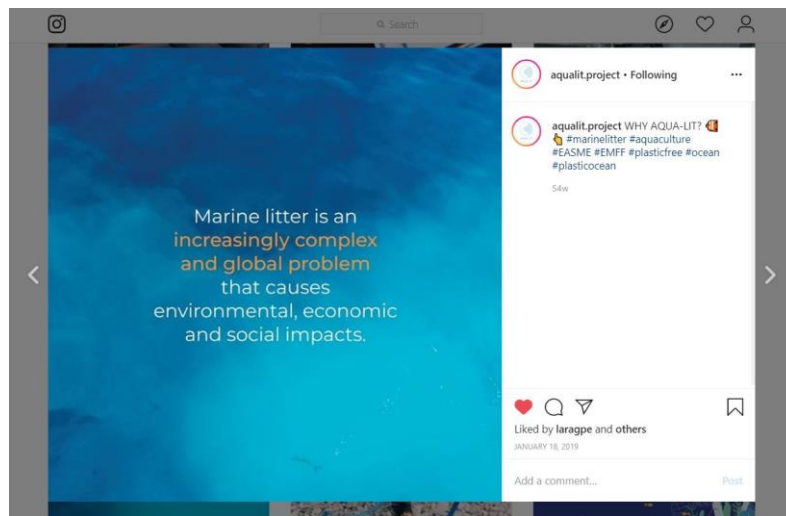 Search
Marine litter is an
increasingly complex
and global problem
that causes
environmental, economic
and social impacts.
aqualit.project • Following
aqualit.project WHY AQUA-LIT?
#marinelitter #aquaculture
#EASME #EMFF #plasticfree #ocean
#plasticocean
54w
Liked by laragpe and others
JANUARY 18, 2019
Add a comment...
Post